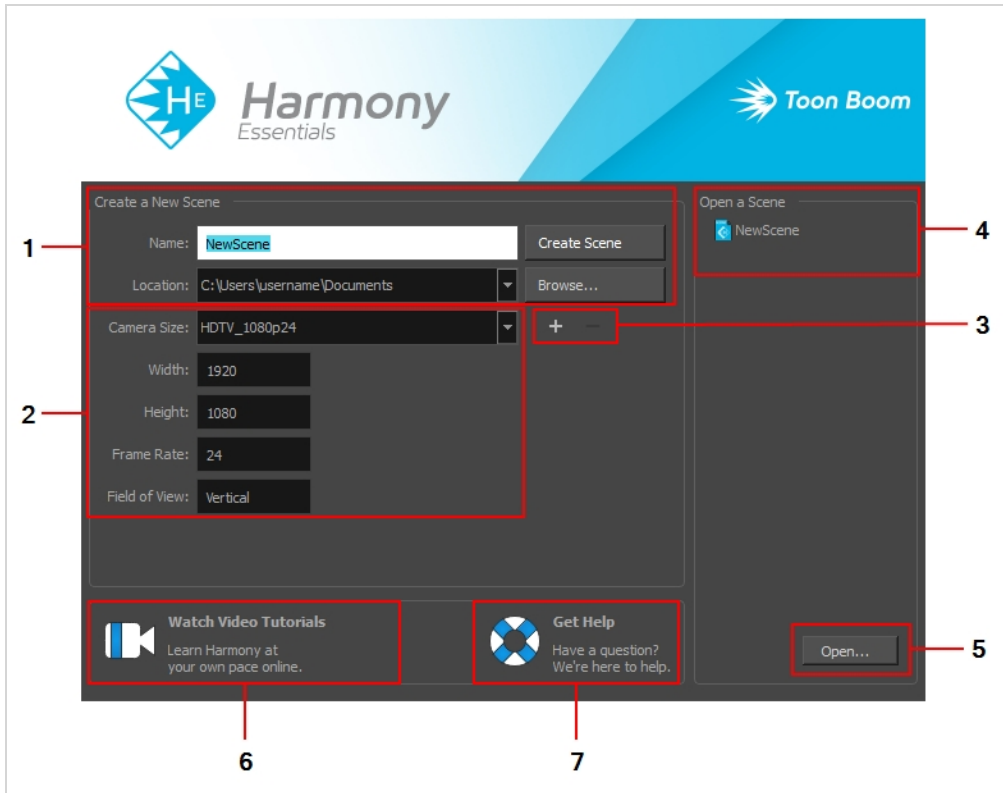 HE
Harmony
Essentials
Toon Boom
Create a New Scene
Name: NewScene Create Scene
Location: C:\Users\username\Documents Browse...
Camera Size: HDTV_1080p24 + −
Width: 1920
Height: 1080
Frame Rate: 24
Field of View: Vertical
Open a Scene
NewScene
Open...
Watch Video Tutorials
Learn Harmony at
your own pace online.
Get Help
Have a question?
We're here to help.
1
2
3
4
5
6
7